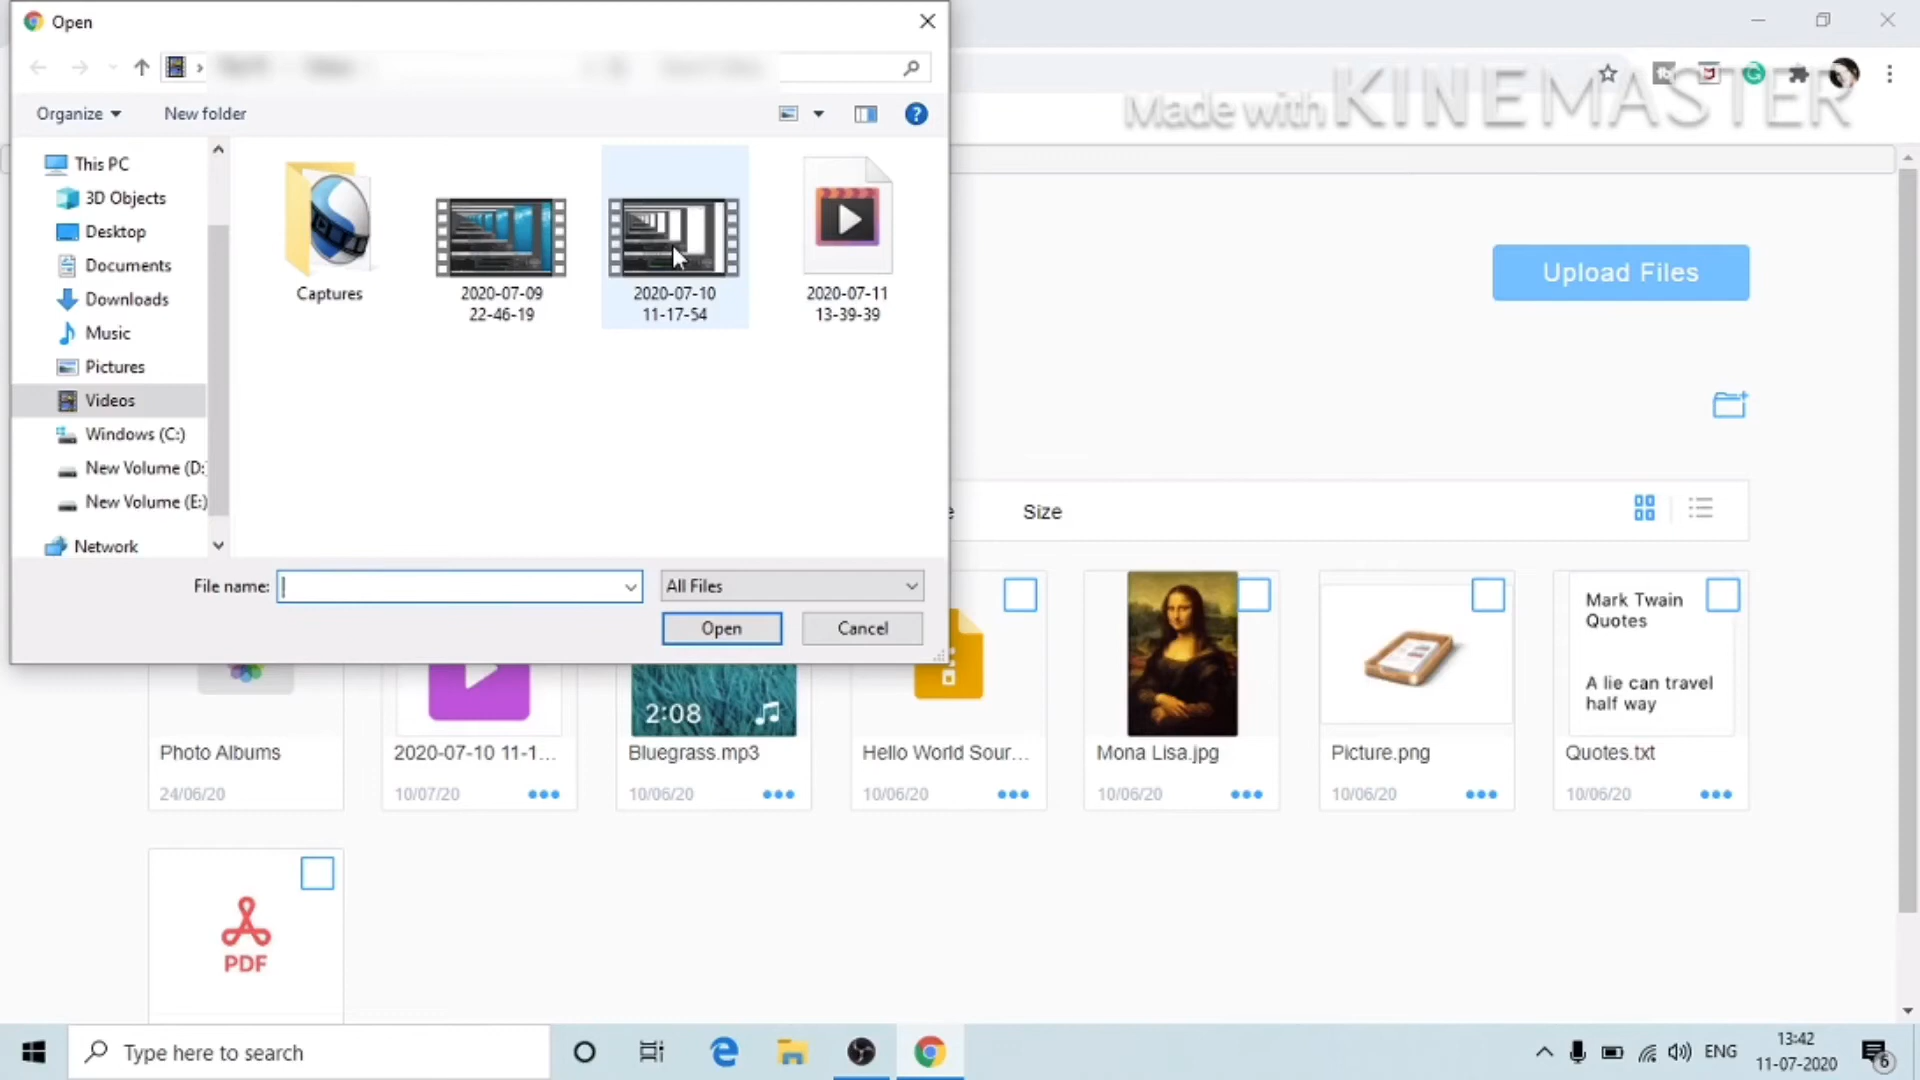 Open
Made with KINEMASTER
Organize
New folder
This PC
3D Objects
Desktop
Documents
Downloads
Music
Pictures
Videos
Windows (C:)
New Volume (D:
New Volume (E:)
Network
Captures
2020-07-09
22-46-19
2020-07-10
11-17-54
2020-07-11
13-39-39
File name:
All Files
Open
Cancel
Upload Files
Size
2:08
Mark Twain
Quotes
A lie can travel
half way
Photo Albums
24/06/20
2020-07-10 11-1...
10/07/20
Bluegrass.mp3
10/06/20
Hello World Sour...
10/06/20
Mona Lisa.jpg
10/06/20
Picture.png
10/06/20
Quotes.txt
10/06/20
PDF
Type here to search
ENG
13:42
11-07-2020
6